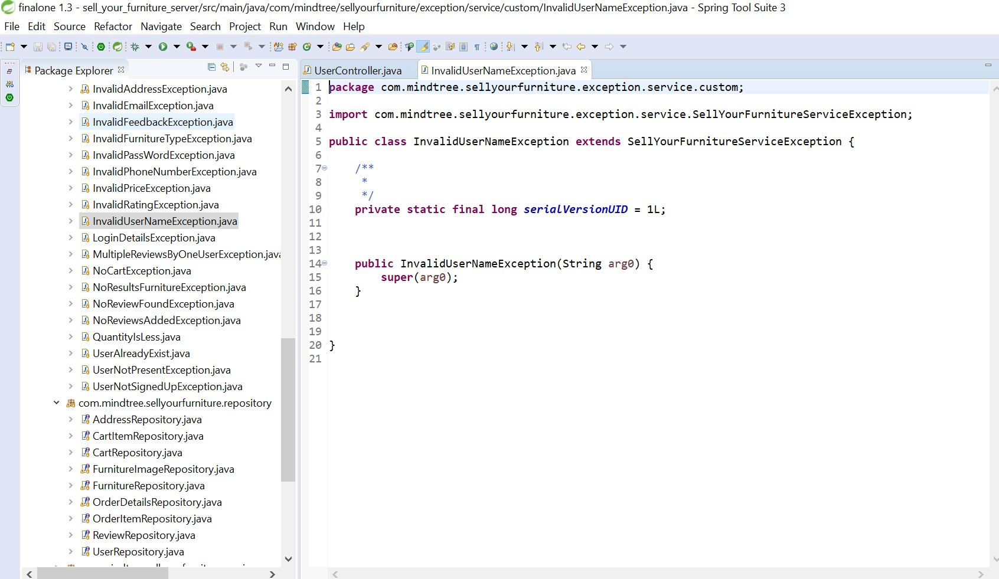 finalone 1.3 - sell_your_furniture_server/src/main/java/com/mindtree/sellyourfurniture/exception/service/custom/InvalidUserNameException.java - Spring Tool Suite 3
File Edit Source Refactor Navigate Search Project Run Window Help
Package Explorer
InvalidAddressException.java
InvalidEmailException.java
InvalidFeedbackException.java
InvalidFurnitureTypeException.java
InvalidPassWordException.java
InvalidPhoneNumberException.java
InvalidPriceException.java
InvalidRatingException.java
InvalidUserNameException.java
LoginDetailsException.java
MultipleReviewsByOneUserException.java
NoCartException.java
NoResultsFurnitureException.java
NoReviewFoundException.java
NoReviewsAddedException.java
QuantityIsLess.java
UserAlreadyExist.java
UserNotPresentException.java
UserNotSignedUpException.java
com.mindtree.sellyourfurniture.repository
AddressRepository.java
CartItemRepository.java
CartRepository.java
FurnitureImageRepository.java
FurnitureRepository.java
OrderDetailsRepository.java
OrderItemRepository.java
ReviewRepository.java
UserRepository.java
UserController.java InvalidUserNameException.java
1 package com.mindtree.sellyourfurniture.exception.service.custom;
2
3 import com.mindtree.sellyourfurniture.exception.service.SellYourFurnitureServiceException;
4
5 public class InvalidUserNameException extends SellYourFurnitureServiceException {
6
7 /**
8 *
9 */
10 private static final long serialVersionUID = 1L;
11
12
13
14 public InvalidUserNameException(String arg0) {
15 super(arg0);
16 }
17
18
19
20 }
21